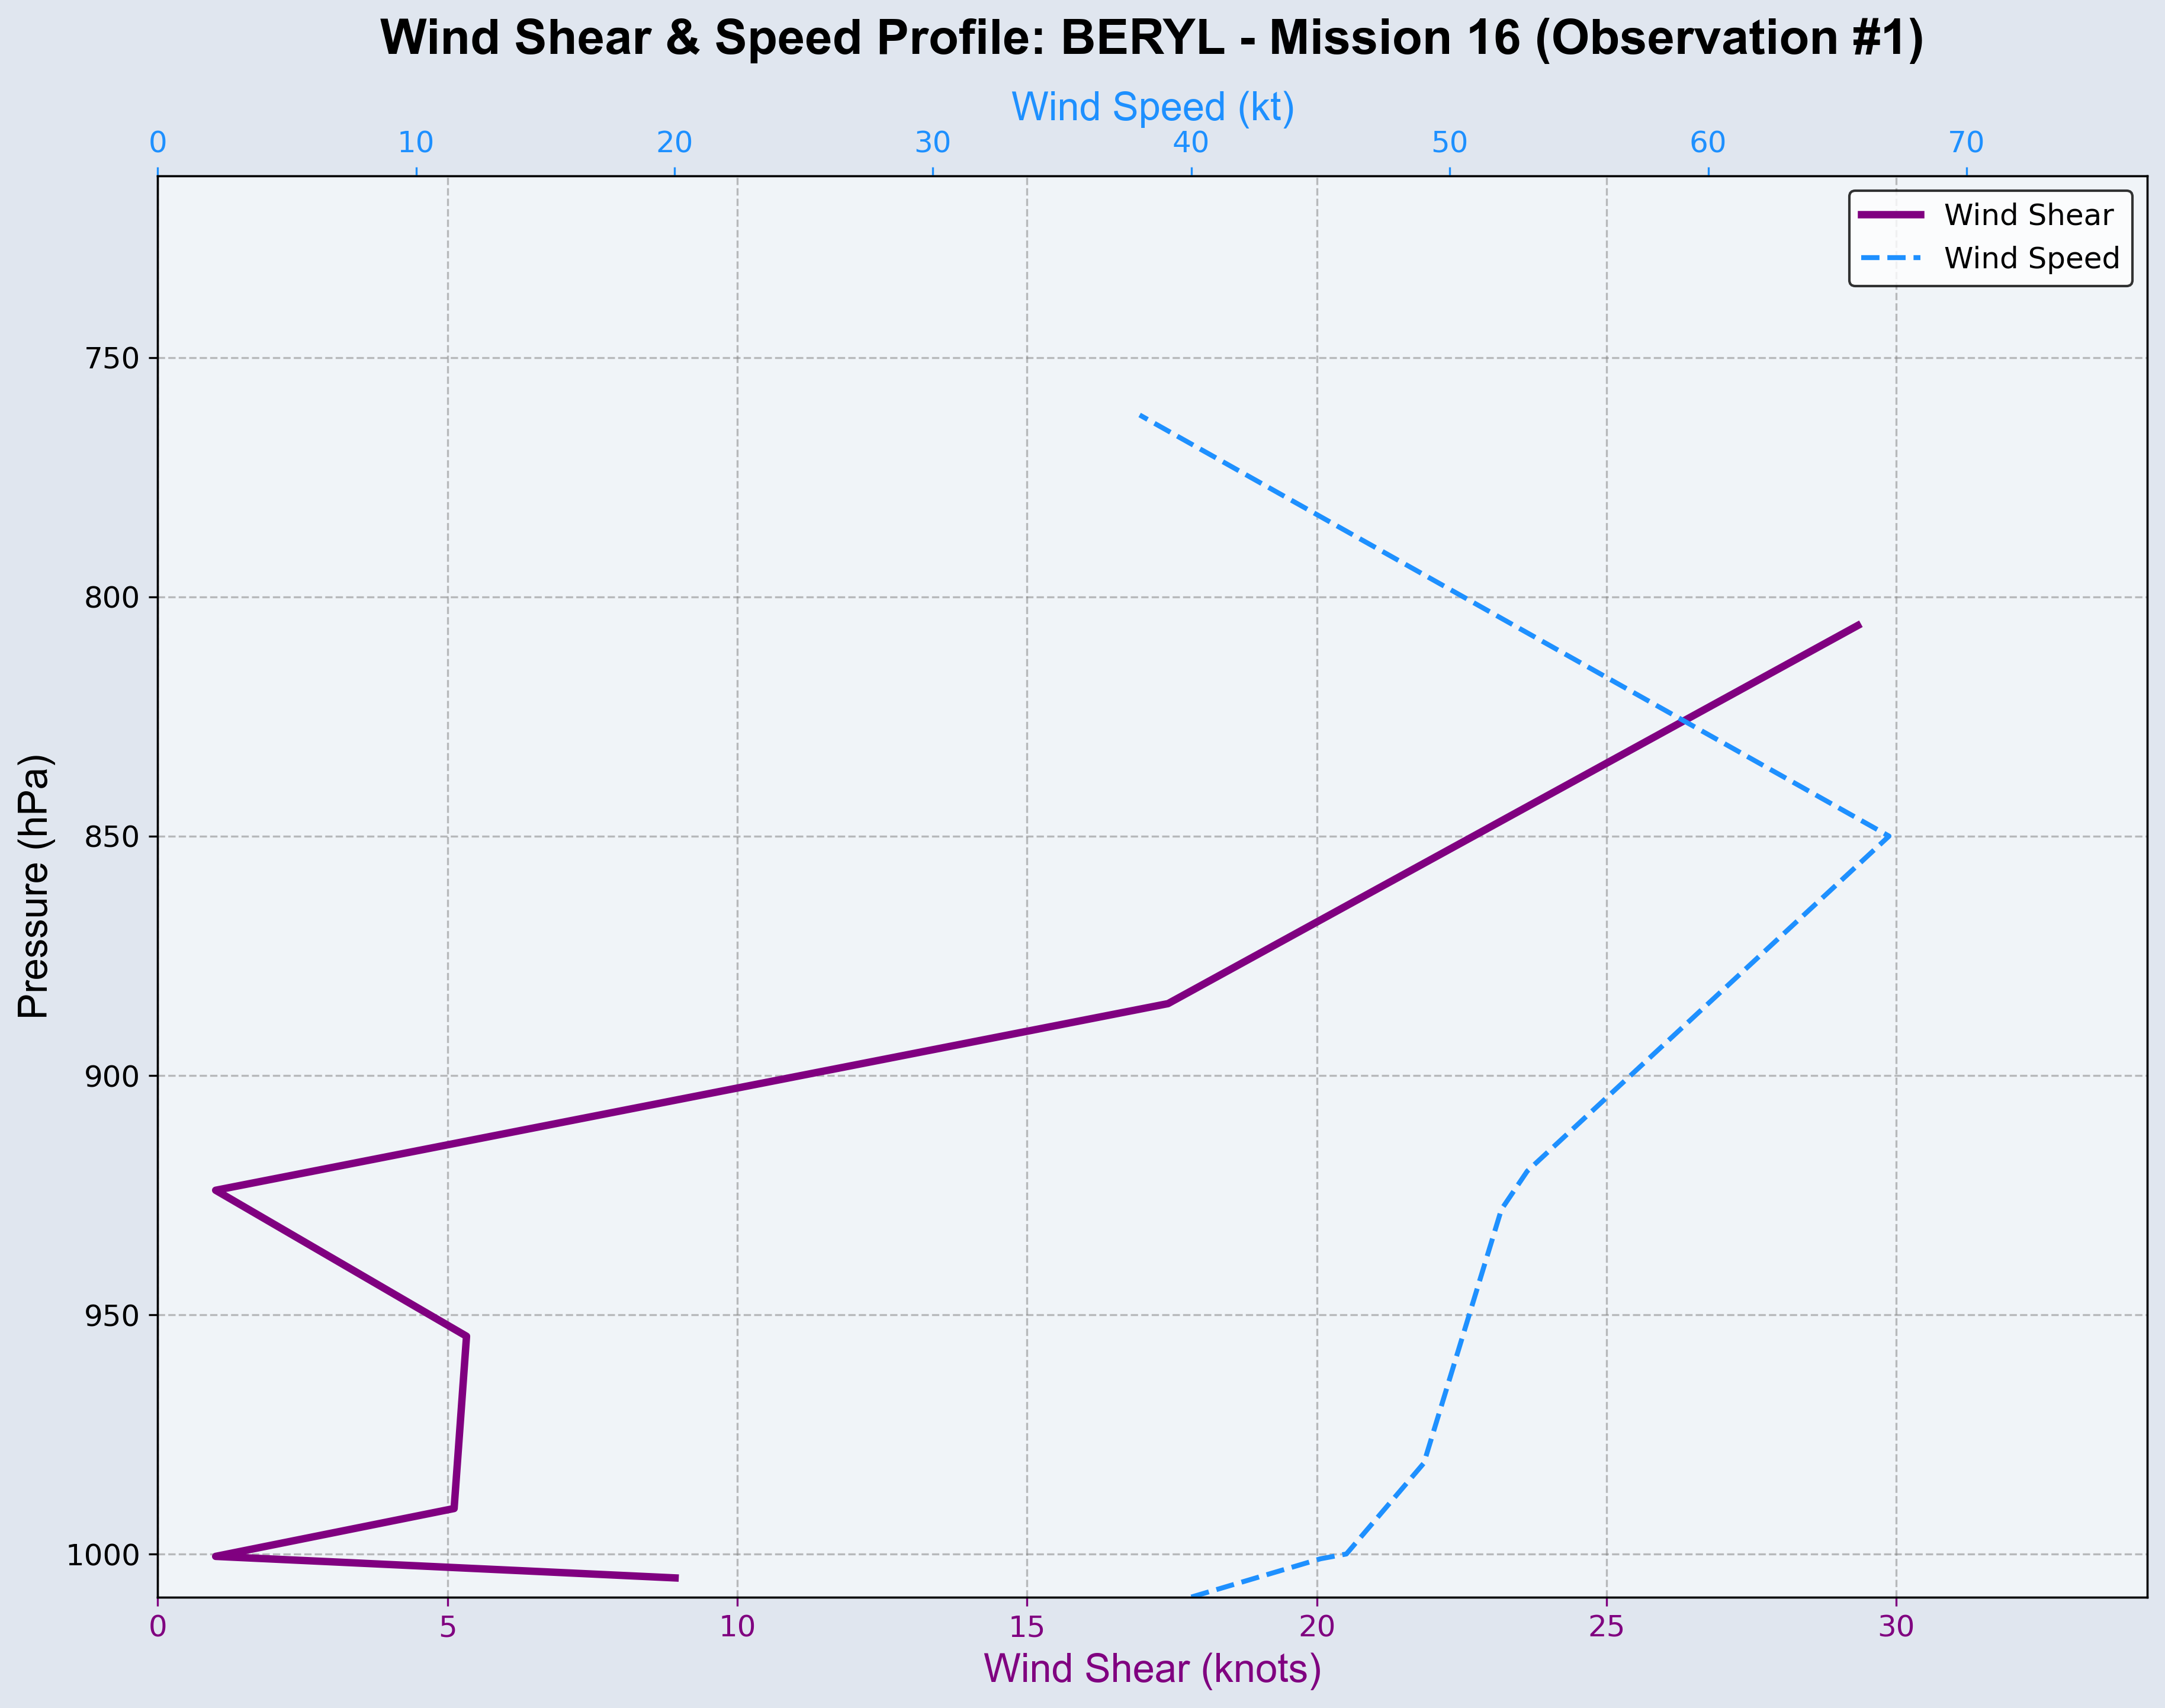 Wind Shear & Speed Profile: BERYL - Mission 16 (Observation #1)
Wind Speed (kt)
0 10 20 30 40 50 60 70
Wind Shear
Wind Speed
750
800
850
900
950
1000
Pressure (hPa)
0 5 10 15 20 25 30
Wind Shear (knots)